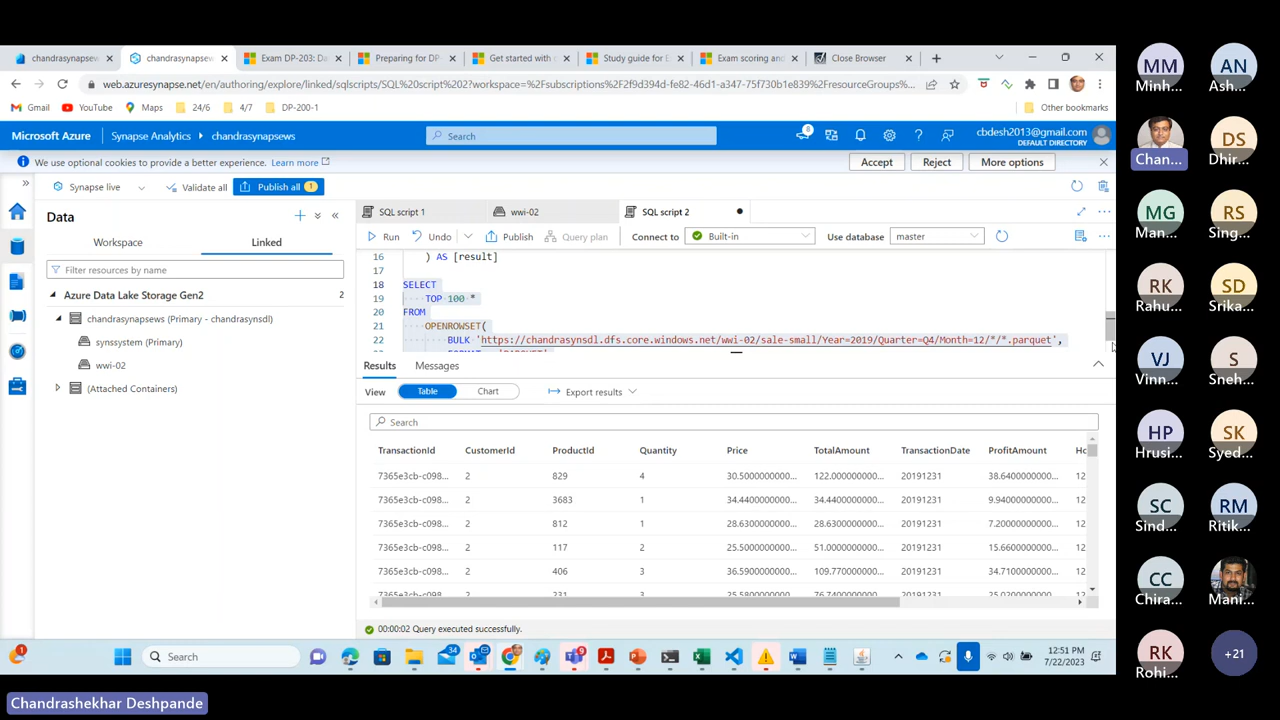 chandrasynapsew
chandrasynapsew
Exam DP-203: Da
Preparing for DP
Get started with
Study guide for E
Exam scoring an
Close Browser
web.azuresynapse.net/en/authoring/explore/linked/sqlscripts/SQL%20script%202?workspace=%2Fsubscriptions%2F2f9d394d-fe82-46d1-a347-75f730b1e839%2FresourceGroups%...
Gmail
YouTube
Maps
24/6
4/7
DP-200-1
Other bookmarks
Microsoft Azure
Synapse Analytics
chandrasynapsews
Search
8
cbdesh2013@gmail.com
DEFAULT DIRECTORY
We use optional cookies to provide a better experience. Learn more
Accept
Reject
More options
Synapse live
Validate all
Publish all 1
Data
Workspace
Linked
Filter resources by name
Azure Data Lake Storage Gen2 2
chandrasynapsews (Primary - chandrasynsdl)
synssystem (Primary)
wwi-02
(Attached Containers)
SQL script 1
wwi-02
SQL script 2
Run
Undo
Publish
Query plan
Connect to
Built-in
Use database
master
16 ) AS [result]
17
18 SELECT
19 TOP 100 *
20 FROM
21 OPENROWSET(
22 BULK 'https://chandrasynsdl.dfs.core.windows.net/wwi-02/sale-small/Year=2019/Quarter=Q4/Month=12/*/*.parquet',
Results
Messages
View
Table
Chart
Export results
Search
TransactionId CustomerId ProductId Quantity Price TotalAmount TransactionDate ProfitAmount Hc
7365e3cb-c098... 2 829 4 30.5000000000... 122.000000000... 20191231 38.6400000000... 12
7365e3cb-c098... 2 3683 1 34.4400000000... 34.4400000000... 20191231 9.94000000000... 12
7365e3cb-c098... 2 812 1 28.6300000000... 28.6300000000... 20191231 7.20000000000... 12
7365e3cb-c098... 2 117 2 25.5000000000... 51.0000000000... 20191231 15.6600000000... 12
7365e3cb-c098... 2 406 3 36.5900000000... 109.770000000... 20191231 34.7100000000... 12
00:00:02 Query executed successfully.
Search
34
9
12:51 PM
7/22/2023
MM
Minh...
AN
Ash...
Chan...
DS
Dhir...
MG
Man...
RS
Sing...
RK
Rahu...
SD
Srika...
VJ
Vinn...
S
Sneh...
HP
Hrusi...
SK
Syed...
SC
Sind...
RM
Ritik...
CC
Chira...
Mani...
RK
Rohi...
+21
Chandrashekhar Deshpande